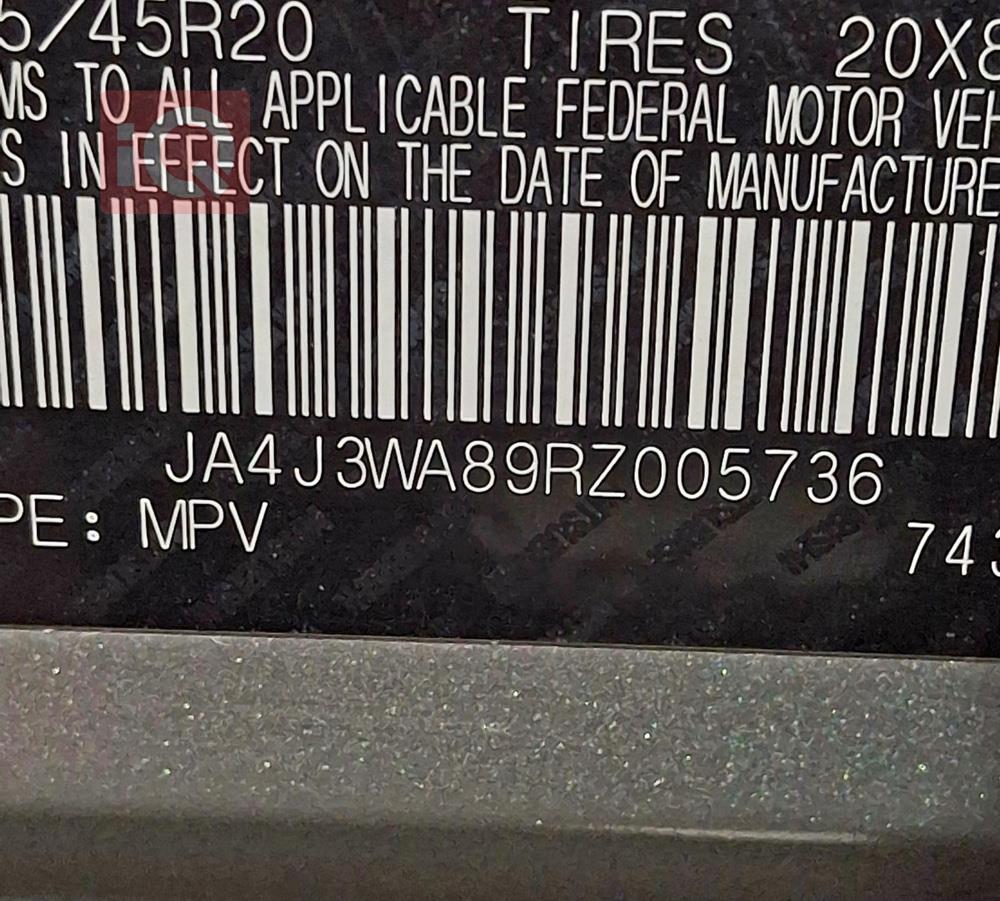 5/45R20 TIRES 20X8
MS TO ALL APPLICABLE FEDERAL MOTOR VEH
S IN EFFECT ON THE DATE OF MANUFACTURE
iQ
JA4J3WA89RZ005736
PE: MPV 743